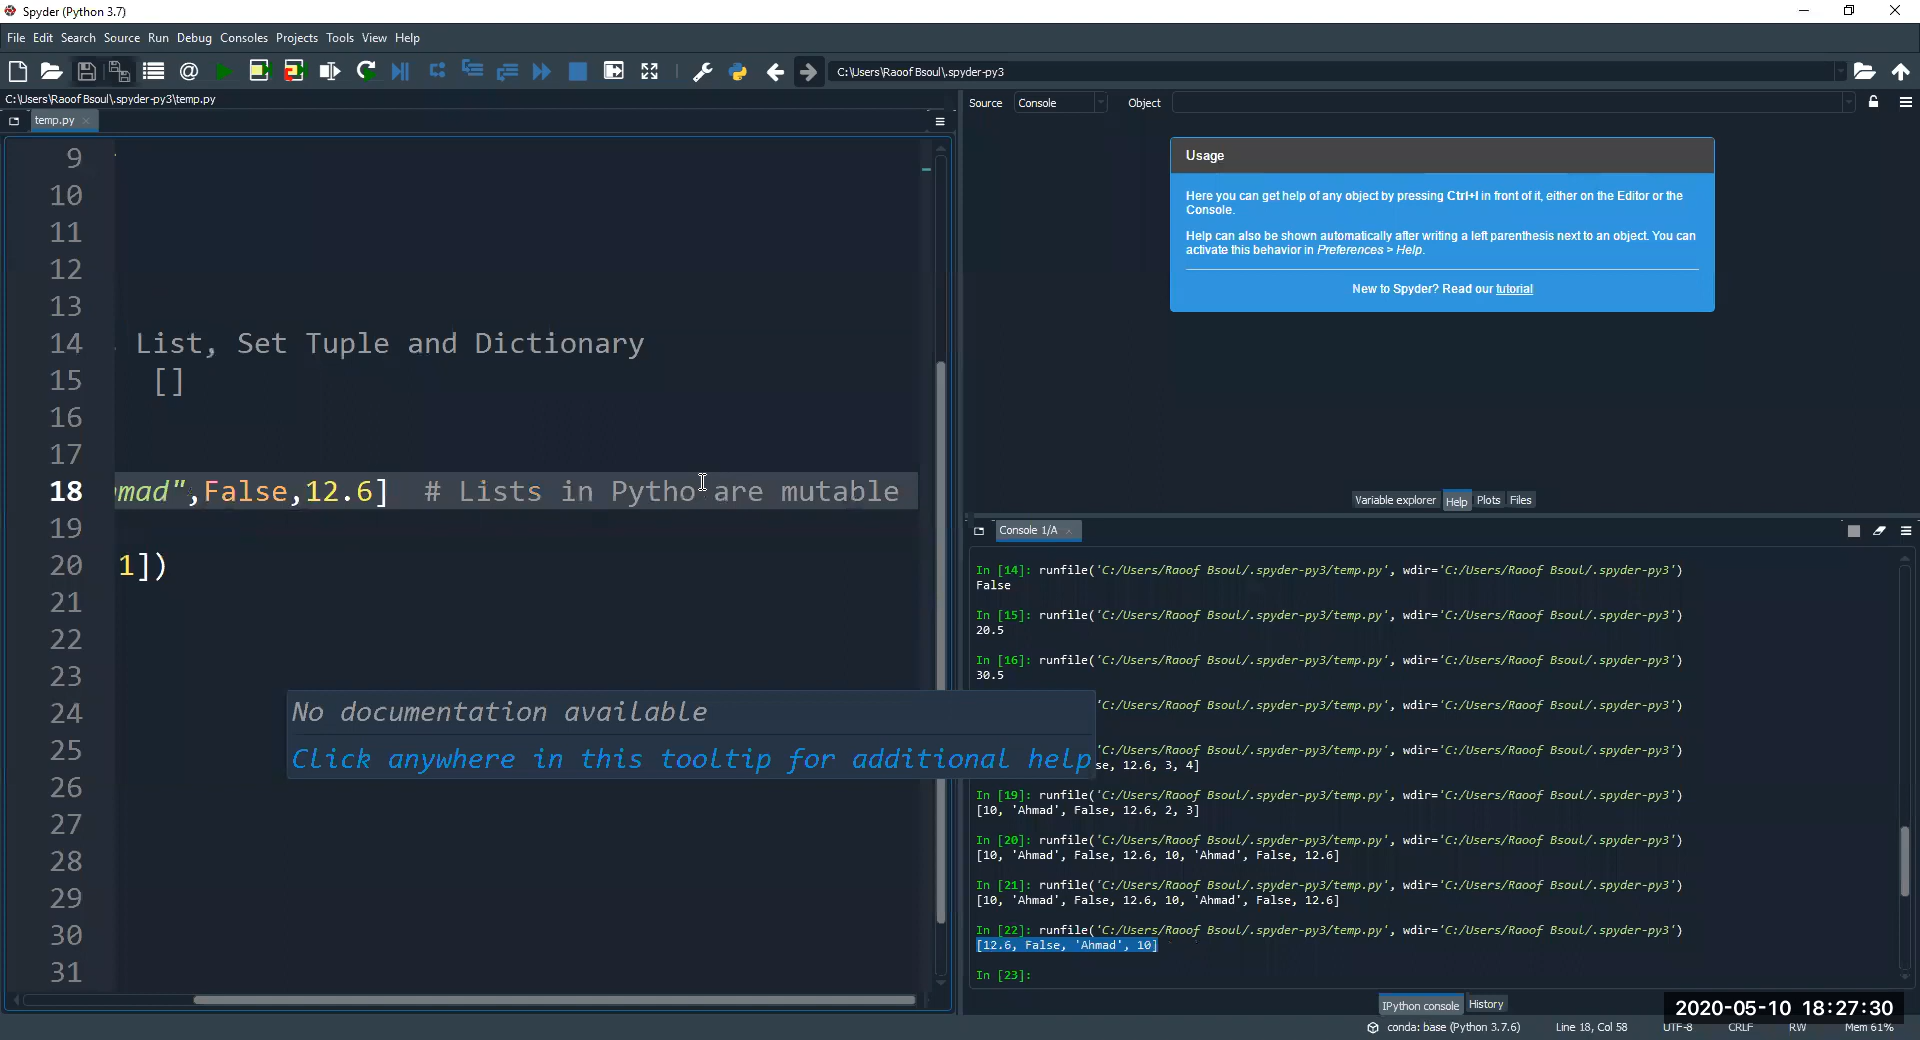 Spyder (Python 3.7)
File Edit Search Source Run Debug Consoles Projects Tools View Help
C:\Users\Raoof Bsoul\.spyder-py3
C:\Users\Raoof Bsoul\.spyder-py3\temp.py
temp.py
9
10
11
12
13
14 List, Set Tuple and Dictionary
15 []
16
17
18 mad",False,12.6] # Lists in Pytho are mutable
19
20 1])
21
22
23
24
25
26
27
28
29
30
31
No documentation available
Click anywhere in this tooltip for additional help
Source Console Object
Usage
Here you can get help of any object by pressing Ctrl+I in front of it, either on the Editor or the
Console.
Help can also be shown automatically after writing a left parenthesis next to an object. You can
activate this behavior in Preferences > Help.
New to Spyder? Read our tutorial
Variable explorer Help Plots Files
Console 1/A
In [14]: runfile('C:/Users/Raoof Bsoul/.spyder-py3/temp.py', wdir='C:/Users/Raoof Bsoul/.spyder-py3')
False
In [15]: runfile('C:/Users/Raoof Bsoul/.spyder-py3/temp.py', wdir='C:/Users/Raoof Bsoul/.spyder-py3')
20.5
In [16]: runfile('C:/Users/Raoof Bsoul/.spyder-py3/temp.py', wdir='C:/Users/Raoof Bsoul/.spyder-py3')
30.5
'C:/Users/Raoof Bsoul/.spyder-py3/temp.py', wdir='C:/Users/Raoof Bsoul/.spyder-py3')
'C:/Users/Raoof Bsoul/.spyder-py3/temp.py', wdir='C:/Users/Raoof Bsoul/.spyder-py3')
se, 12.6, 3, 4]
In [19]: runfile('C:/Users/Raoof Bsoul/.spyder-py3/temp.py', wdir='C:/Users/Raoof Bsoul/.spyder-py3')
[10, 'Ahmad', False, 12.6, 2, 3]
In [20]: runfile('C:/Users/Raoof Bsoul/.spyder-py3/temp.py', wdir='C:/Users/Raoof Bsoul/.spyder-py3')
[10, 'Ahmad', False, 12.6, 10, 'Ahmad', False, 12.6]
In [21]: runfile('C:/Users/Raoof Bsoul/.spyder-py3/temp.py', wdir='C:/Users/Raoof Bsoul/.spyder-py3')
[10, 'Ahmad', False, 12.6, 10, 'Ahmad', False, 12.6]
In [22]: runfile('C:/Users/Raoof Bsoul/.spyder-py3/temp.py', wdir='C:/Users/Raoof Bsoul/.spyder-py3')
[12.6, False, 'Ahmad', 10]
In [23]:
IPython console History
2020-05-10 18:27:30
conda: base (Python 3.7.6) Line 18, Col 58 UTF-8 CRLF RW Mem 61%